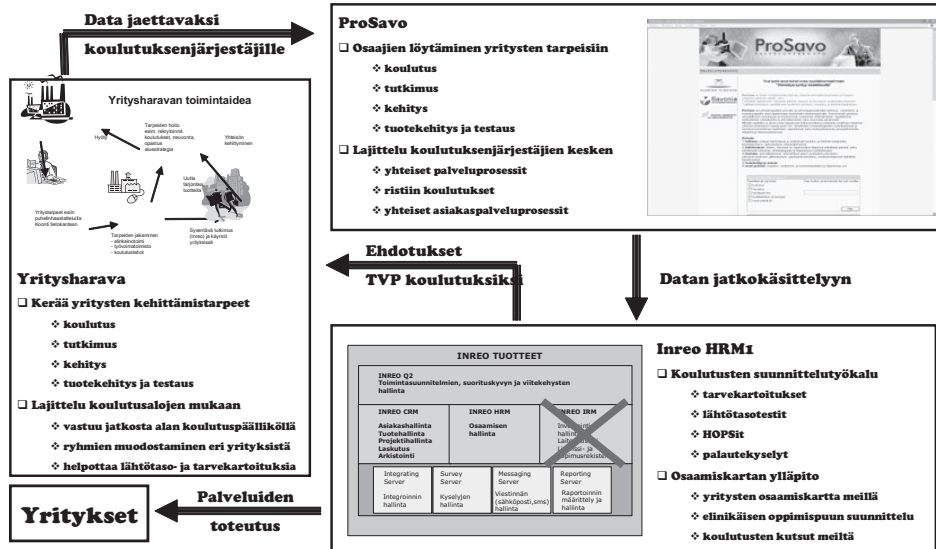 Data jaettavaksi
koulutuksenjärjestäjille
Yritysharavan toimintaidea
Hyöty
Tarpeiden hoito
esim. rekrytoinnit,
koulutukset, neuvonta,
opastus
aluestrategia
Yhteisön
kehittyminen
Uutta
tarjontaa
tuotteilla
Yritystarpeet esiin
puhelinhaastatteluilla
Koonti tietokantaan
Tarpeiden jakaminen
- elinkeinotoimi
- työvoimatoimisto
- koulutustahot
Syventävä tutkimus
(Inreo) ja käynnit
yrityksissä
Yritysharava
❑ Kerää yritysten kehittämistarpeet
❖ koulutus
❖ tutkimus
❖ kehitys
❖ tuotekehitys ja testaus
❑ Lajittelu koulutusalojen mukaan
❖ vastuu jatkosta alan koulutuspäälliköllä
❖ ryhmien muodostaminen eri yrityksistä
❖ helpottaa lähtötaso- ja tarvekartoituksia
ProSavo
❑ Osaajien löytäminen yritysten tarpeisiin
❖ koulutus
❖ tutkimus
❖ kehitys
❖ tuotekehitys ja testaus
❑ Lajittelu koulutuksenjärjestäjien kesken
❖ yhteiset palveluprosessit
❖ ristiin koulutukset
❖ yhteiset asiakaspalveluprosessit
ProSavo
Ehdotukset
TVP koulutuksiksi
Datan jatkokäsittelyyn
INREO TUOTTEET
INREO Q2
Toimintasuunnitelmien, suorituskyvyn ja viitekehysten
hallinta
INREO CRM
Asiakashallinta
Tuotehallinta
Projektihallinta
Laskutus
Arkistointi
INREO HRM
Osaamisen
hallinta
INREO IRM
Integrating
Server
Integroinnin
hallinta
Survey
Server
Kyselyjen
hallinta
Messaging
Server
Viestinnän
(sähköposti,sms)
hallinta
Reporting
Server
Raportoinnin
määrittely ja
hallinta
Inreo HRM1
❑ Koulutusten suunnittelutyökalu
❖ tarvekartoitukset
❖ lähtötasotestit
❖ HOPSit
❖ palautekyselyt
❑ Osaamiskartan ylläpito
❖ yritysten osaamiskartta meillä
❖ elinikäisen oppimispuun suunnittelu
❖ koulutusten kutsut meiltä
Palveluiden
toteutus
Yritykset